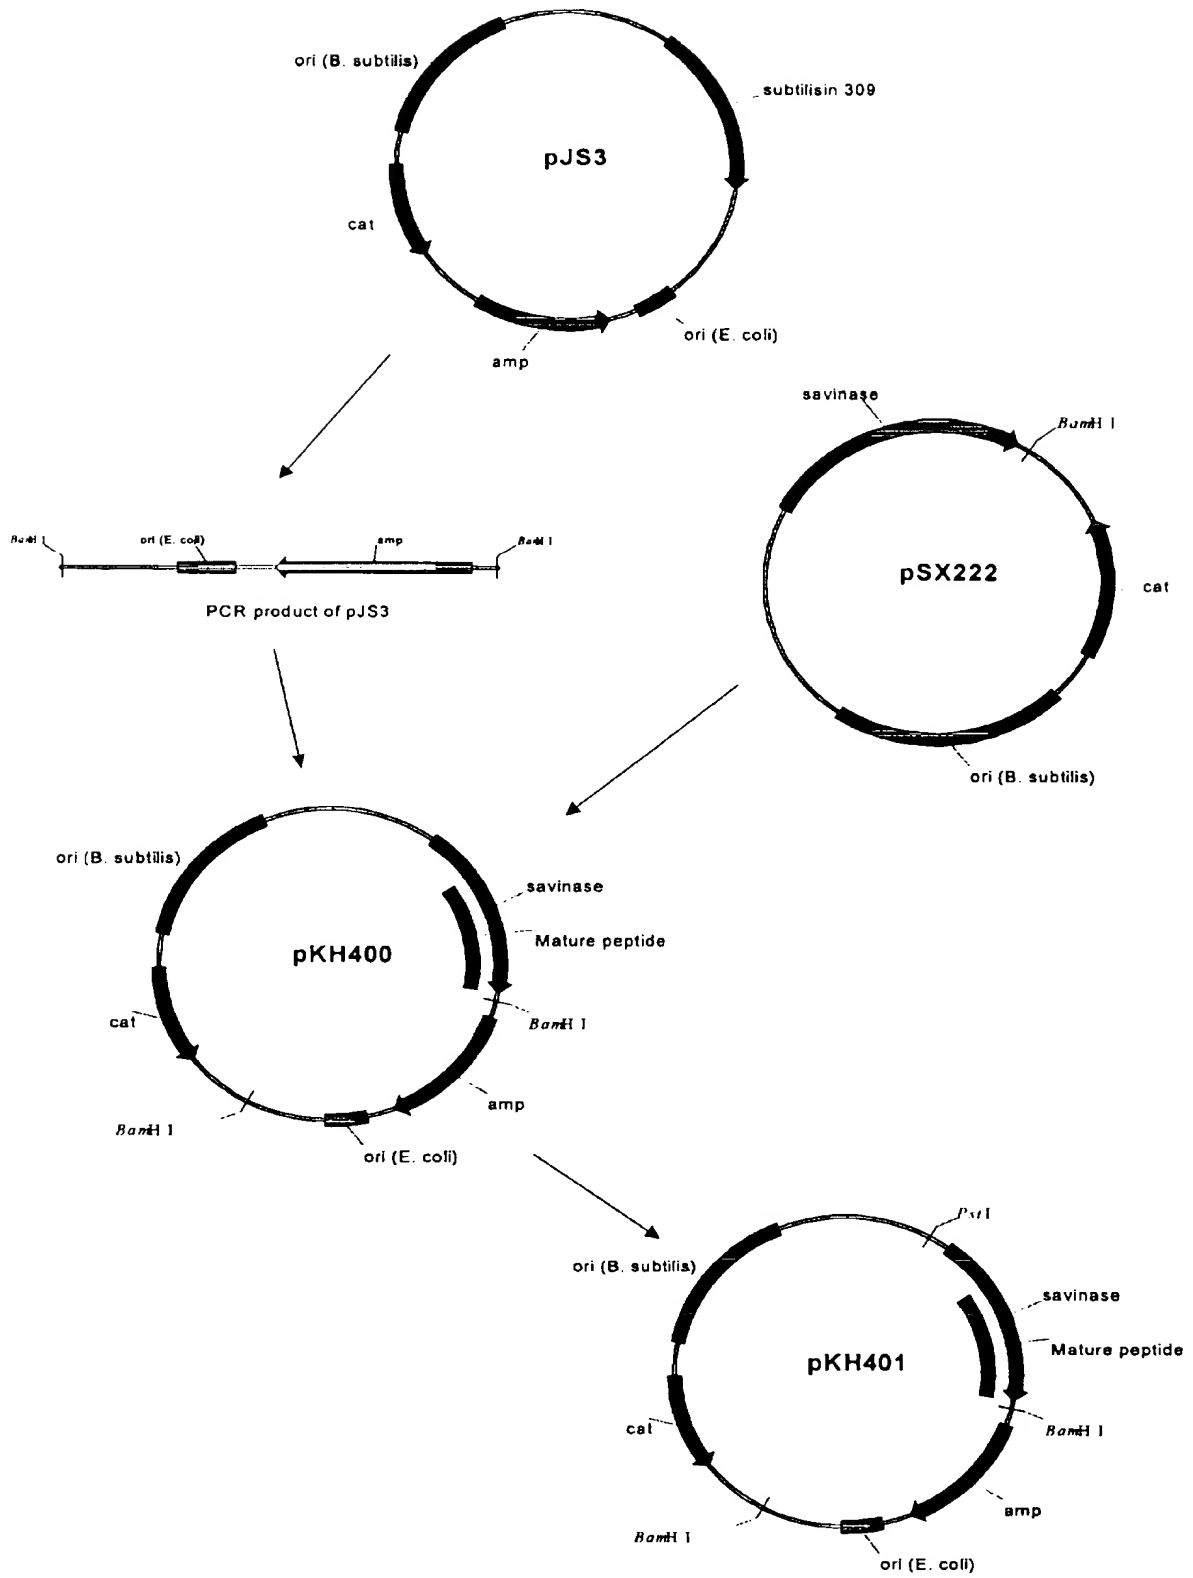 ori (B. subtilis)
subtilisin 309
pJS3
cat
ori (E. coli)
amp
savinase
BamH I
BamH I
ori (E. coli)
amp
BamH I
pSX222
cat
PCR product of pJS3
ori (B. subtilis)
ori (B. subtilis)
savinase
Mature peptide
pKH400
cat
BamH I
amp
BamH I
ori (E. coli)
Pst I
ori (B. subtilis)
savinase
Mature peptide
pKH401
cat
BamH I
amp
BamH I
ori (E. coli)